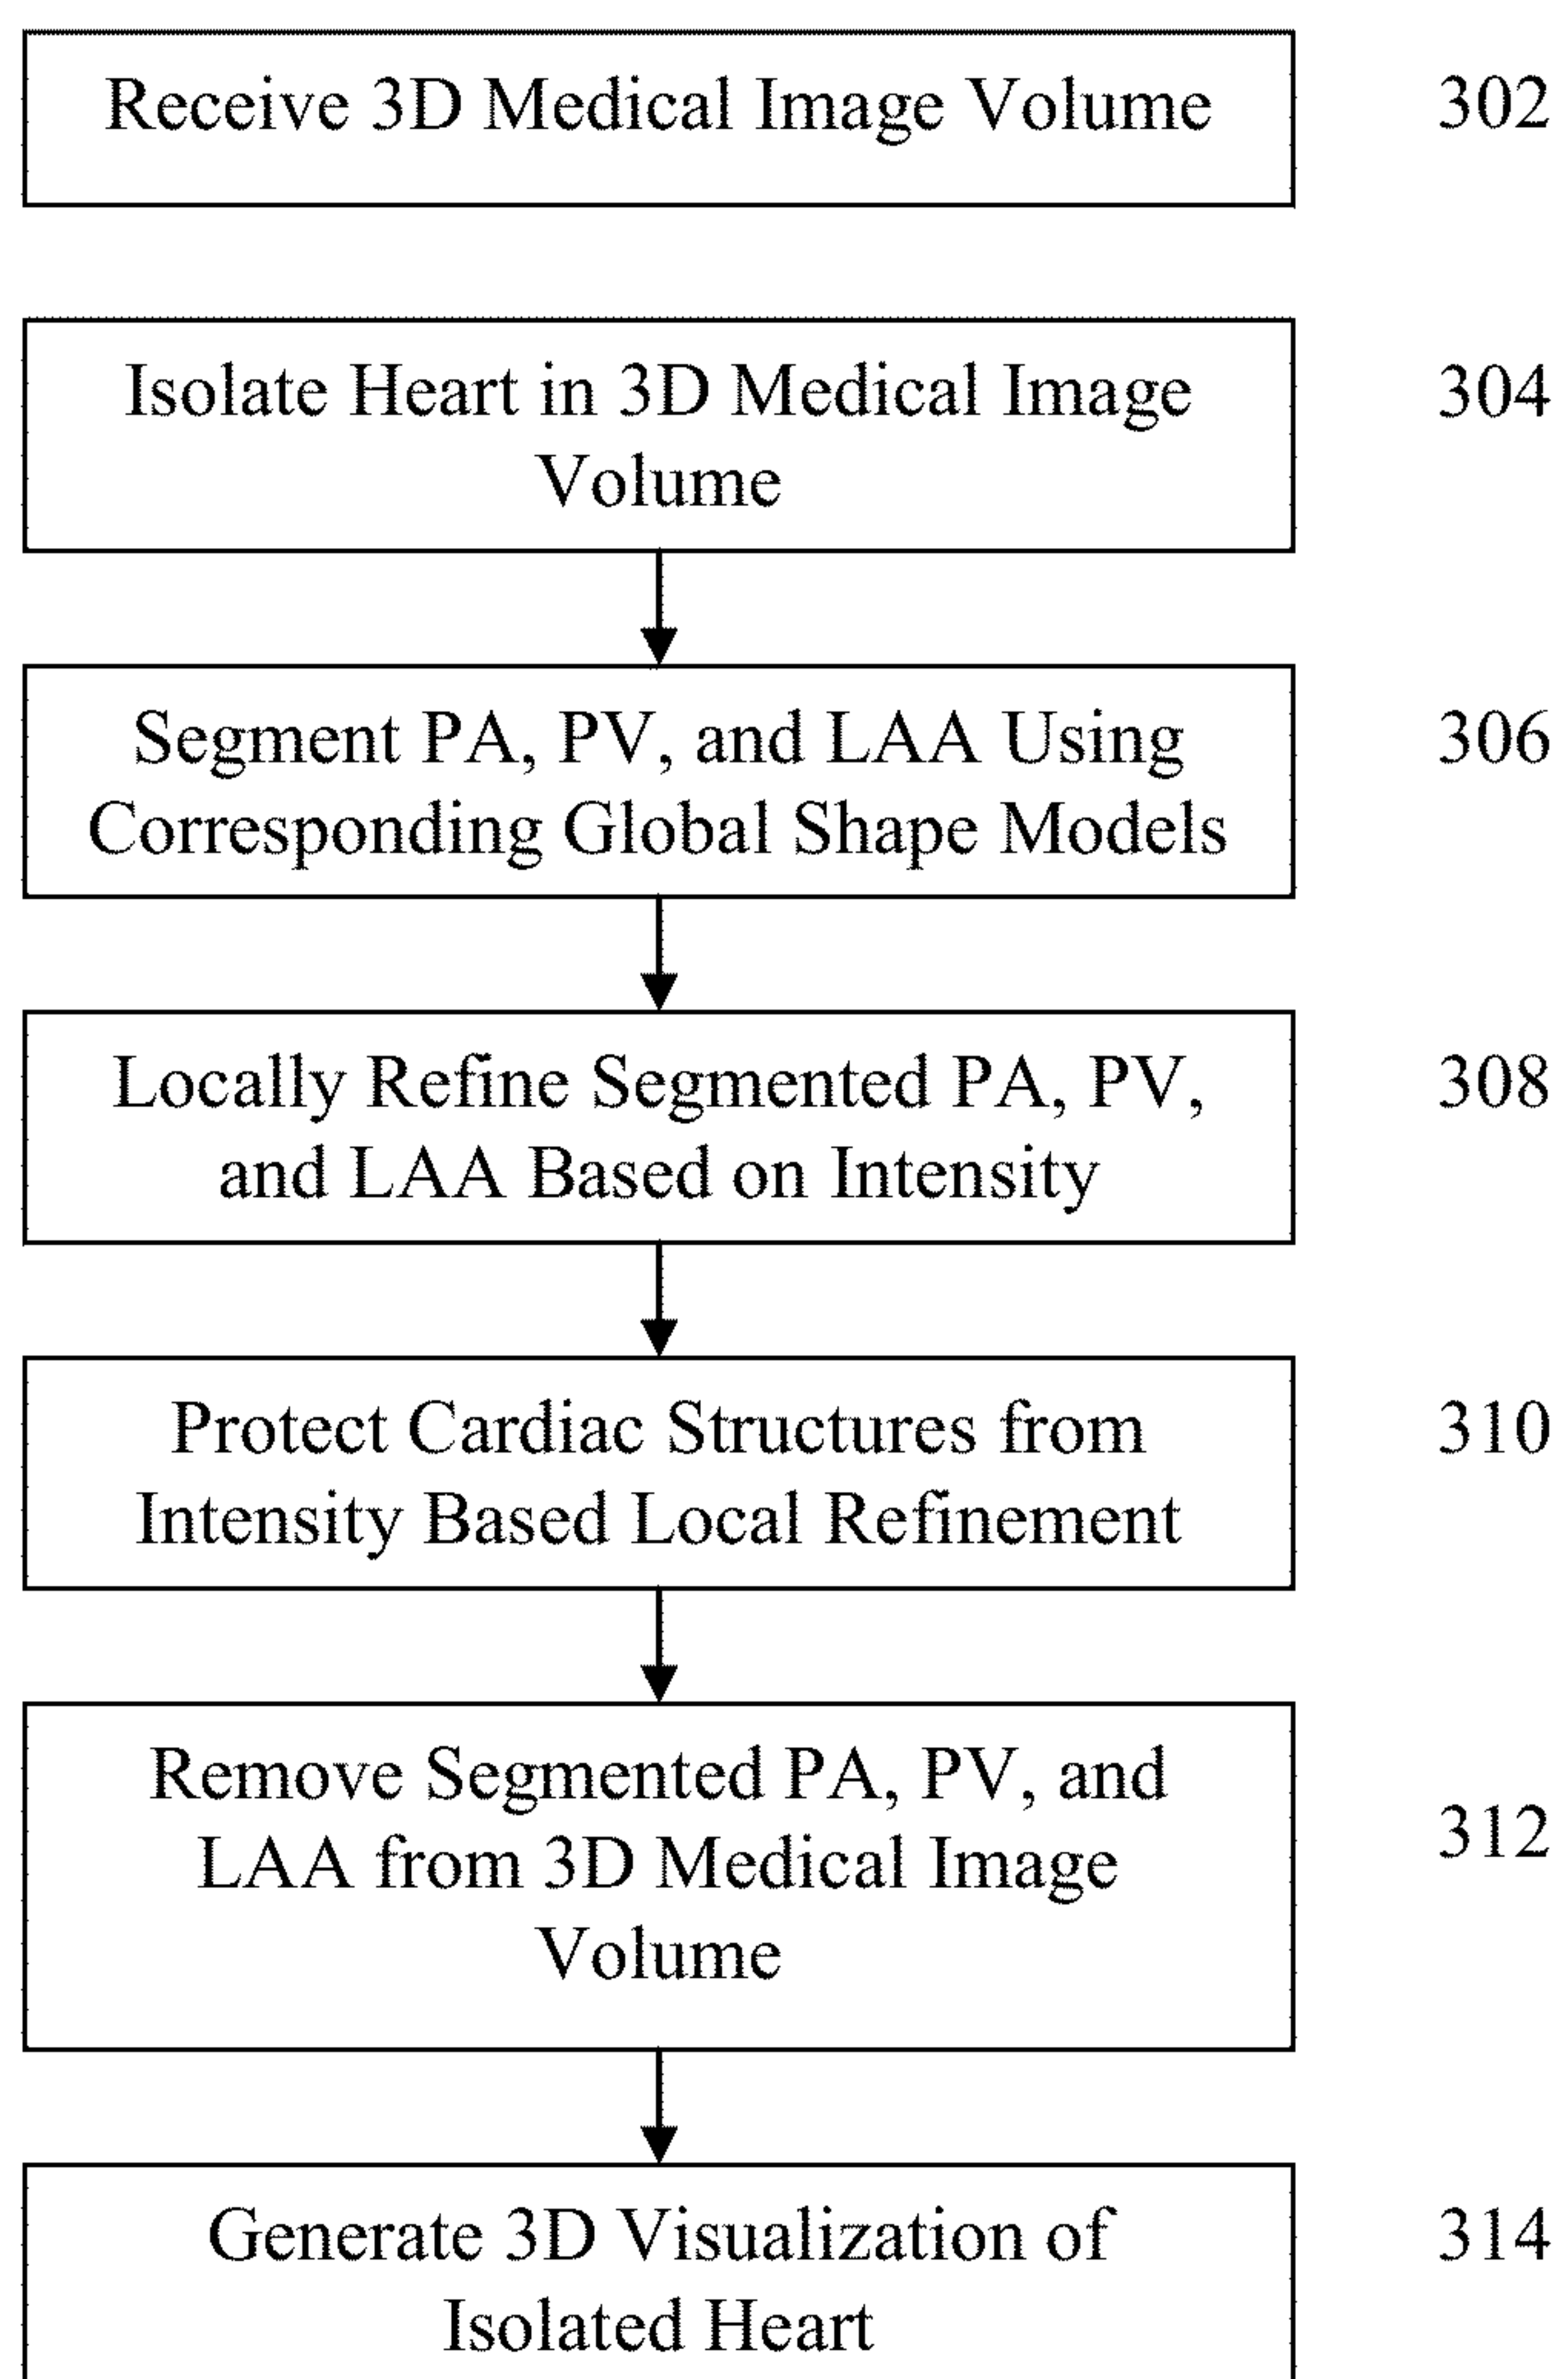 Receive 3D Medical Image Volume 302
Isolate Heart in 3D Medical Image 304
Volume
Segment PA, PV, and LAA Using 306
Corresponding Global Shape Models
Locally Refine Segmented PA, PV, 308
and LAA Based on Intensity
Protect Cardiac Structures from 310
Intensity Based Local Refinement
Remove Segmented PA, PV, and
LAA from 3D Medical Image 312
Volume
Generate 3D Visualization of 314
Isolated Heart